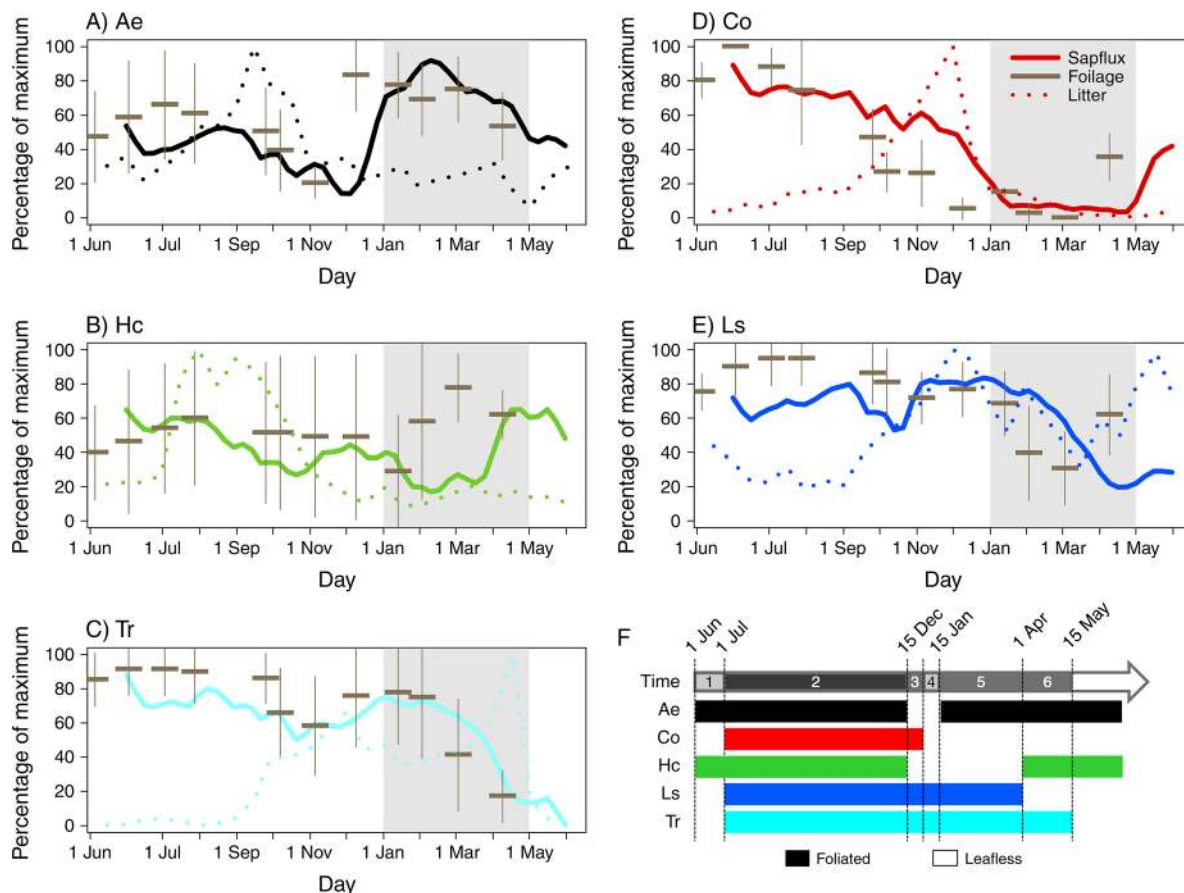 A) Ae
Percentage of maximum
100
80
60
40
20
0
1 Jun 1 Jul 1 Sep 1 Nov 1 Jan 1 Mar 1 May
Day
D) Co
Percentage of maximum
100
80
60
40
20
0
Sapflux
Foilage
Litter
1 Jun 1 Jul 1 Sep 1 Nov 1 Jan 1 Mar 1 May
Day
B) Hc
Percentage of maximum
100
80
60
40
20
0
1 Jun 1 Jul 1 Sep 1 Nov 1 Jan 1 Mar 1 May
Day
E) Ls
Percentage of maximum
100
80
60
40
20
0
1 Jun 1 Jul 1 Sep 1 Nov 1 Jan 1 Mar 1 May
Day
C) Tr
Percentage of maximum
100
80
60
40
20
0
1 Jun 1 Jul 1 Sep 1 Nov 1 Jan 1 Mar 1 May
Day
F
1 Jun 1 Jul 15 Dec 15 Jan 1 Apr 15 May
Time 1 2 3 4 5 6
Ae
Co
Hc
Ls
Tr
Foliated Leafless